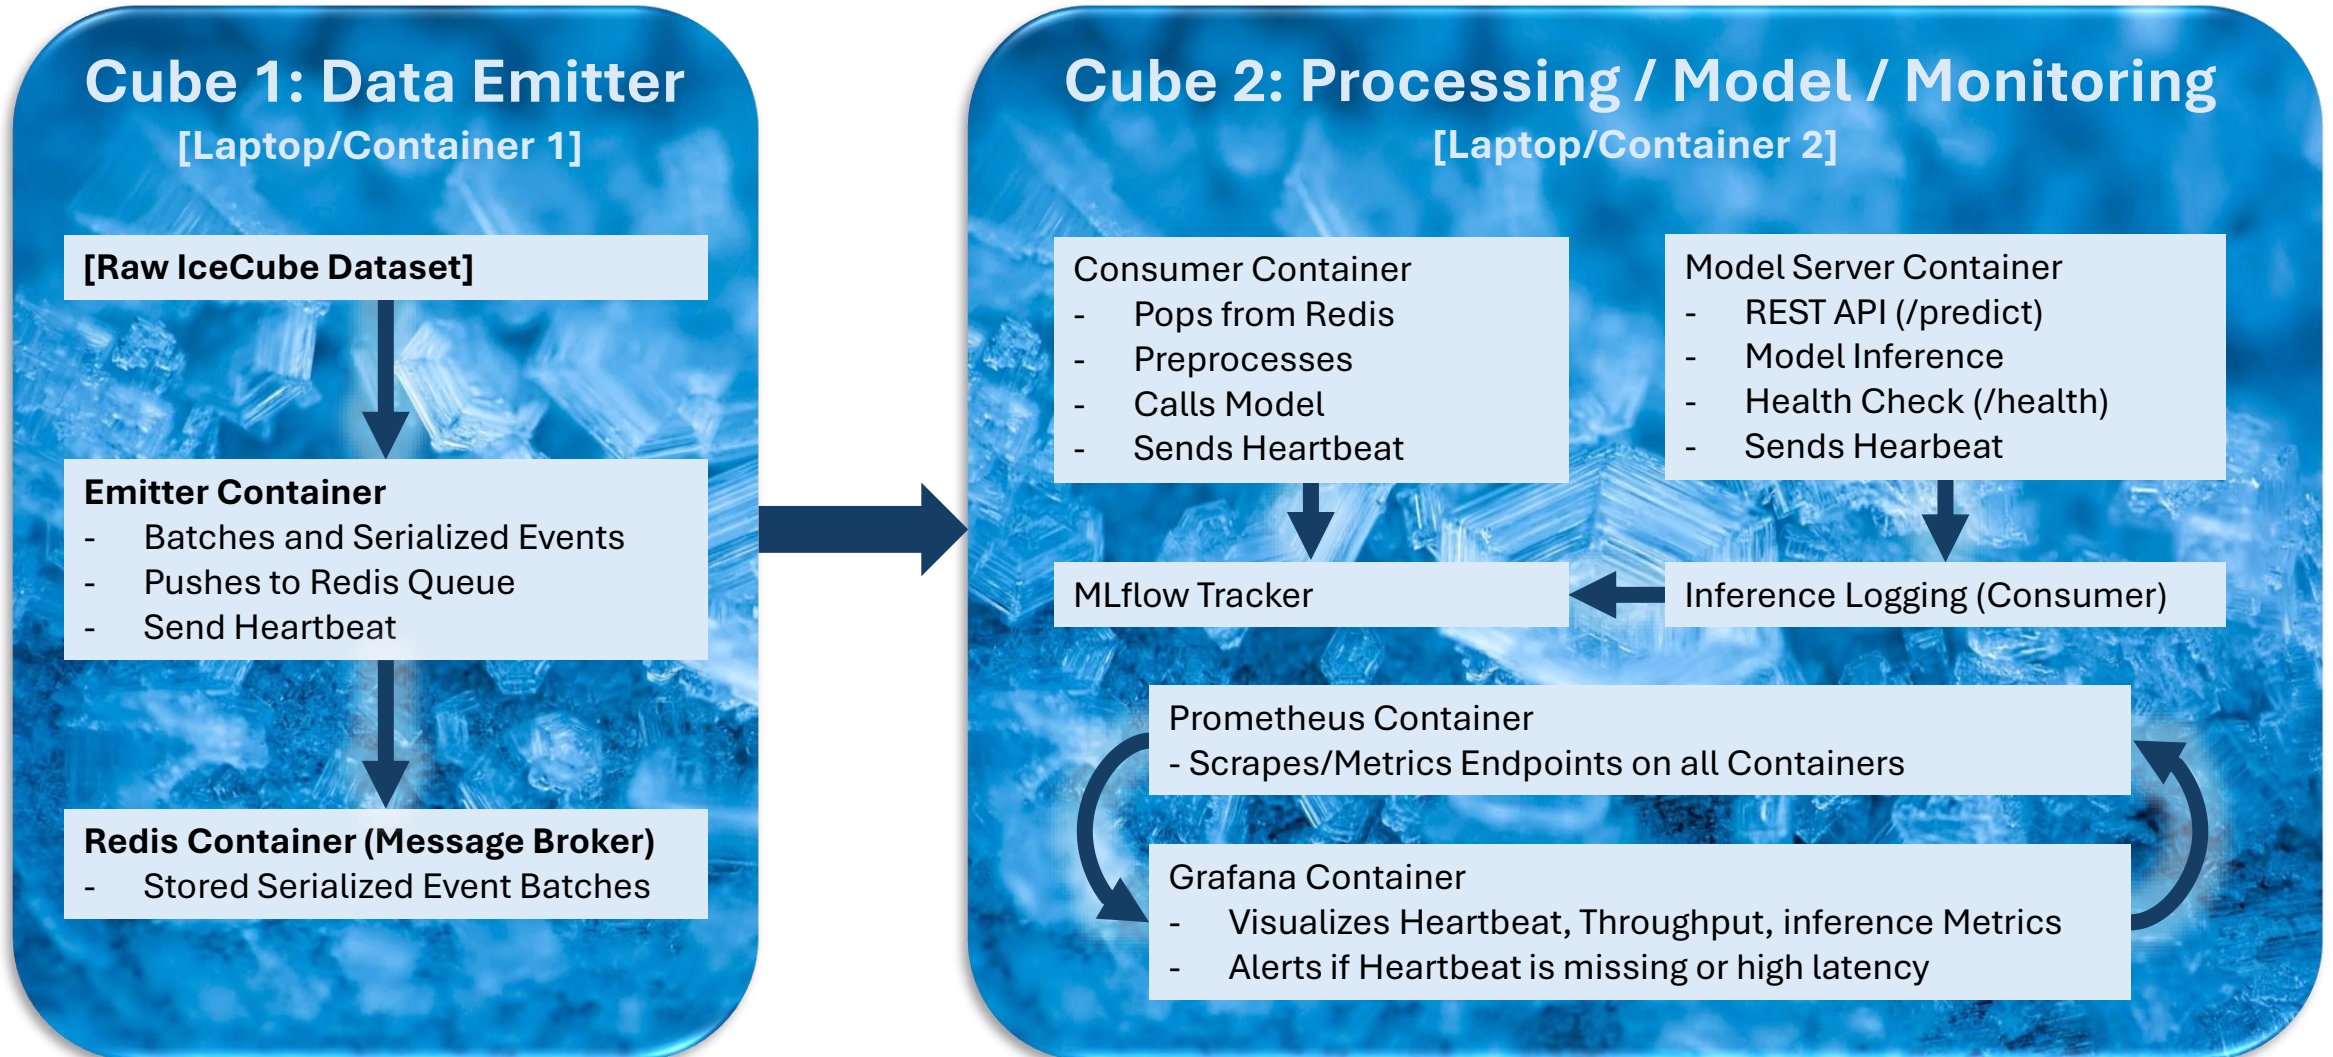 Cube 1: Data Emitter
[Laptop/Container 1]
[Raw IceCube Dataset]
Emitter Container
- Batches and Serialized Events
- Pushes to Redis Queue
- Send Heartbeat
Redis Container (Message Broker)
- Stored Serialized Event Batches
Cube 2: Processing / Model / Monitoring
[Laptop/Container 2]
Consumer Container
- Pops from Redis
- Preprocesses
- Calls Model
- Sends Heartbeat
Model Server Container
- REST API (/predict)
- Model Inference
- Health Check (/health)
- Sends Hearbeat
MLflow Tracker
Inference Logging (Consumer)
Prometheus Container
- Scrapes/Metrics Endpoints on all Containers
Grafana Container
- Visualizes Heartbeat, Throughput, inference Metrics
- Alerts if Heartbeat is missing or high latency